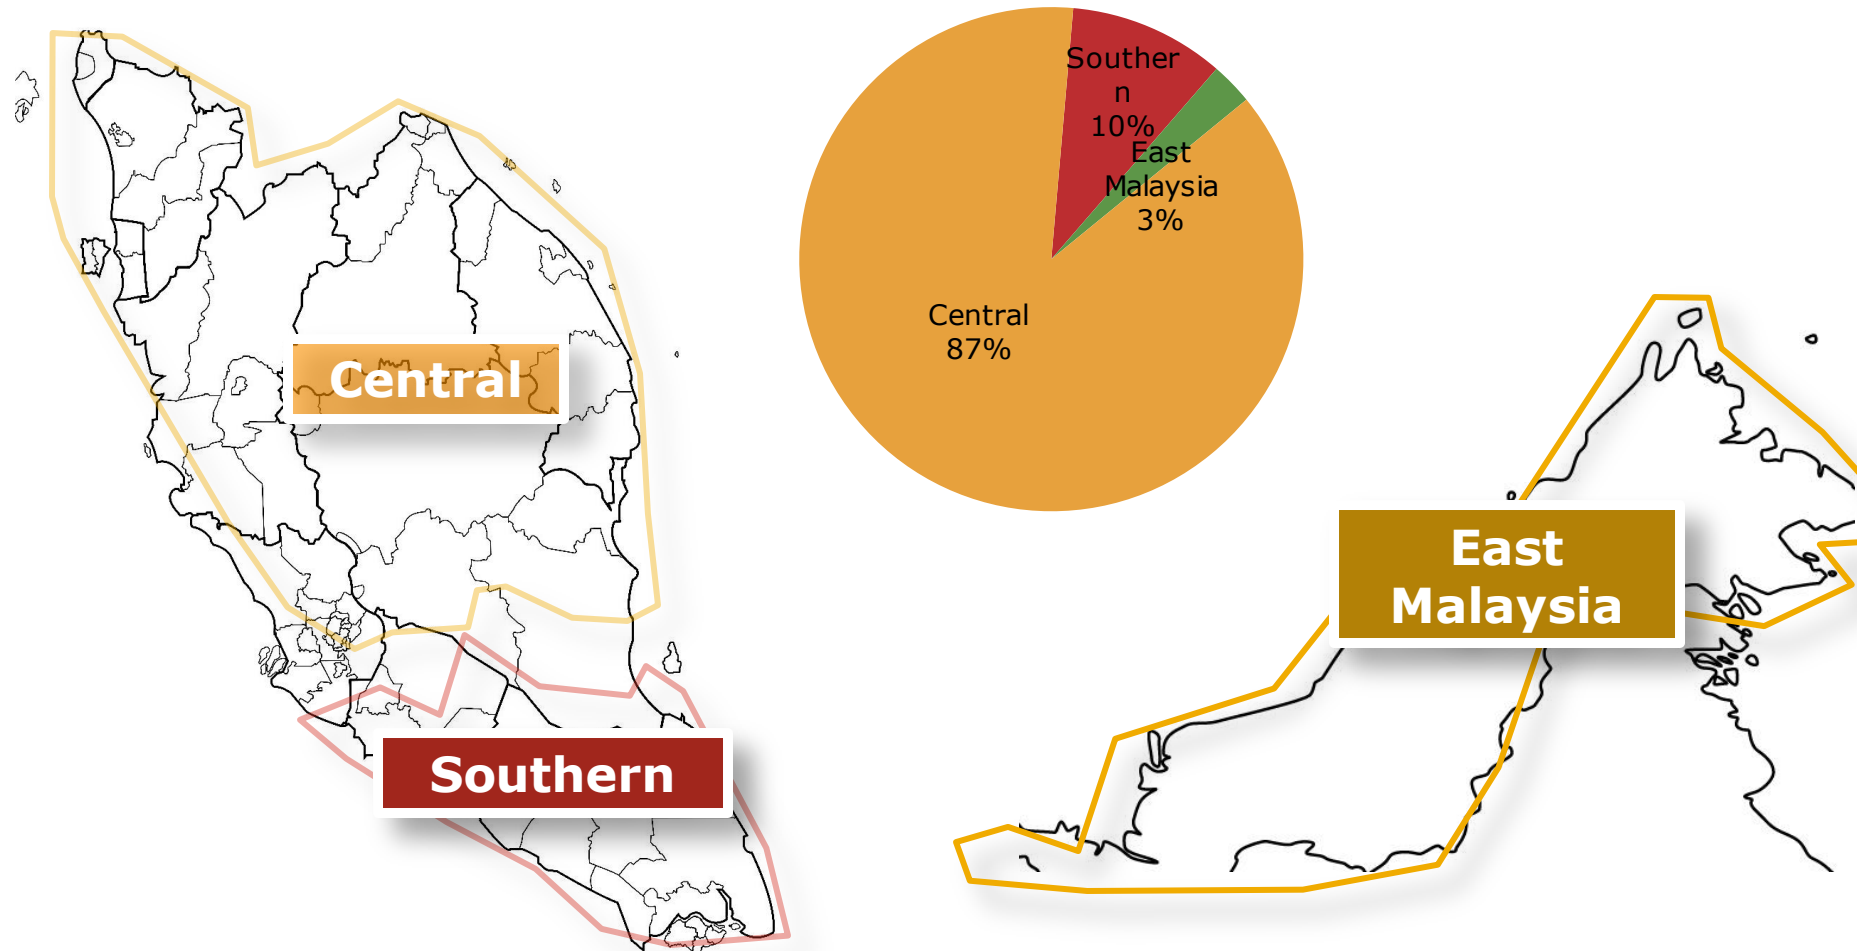 Souther
n
10%
East
Malaysia
3%
Central
87%
Central
East
Malaysia
Southern